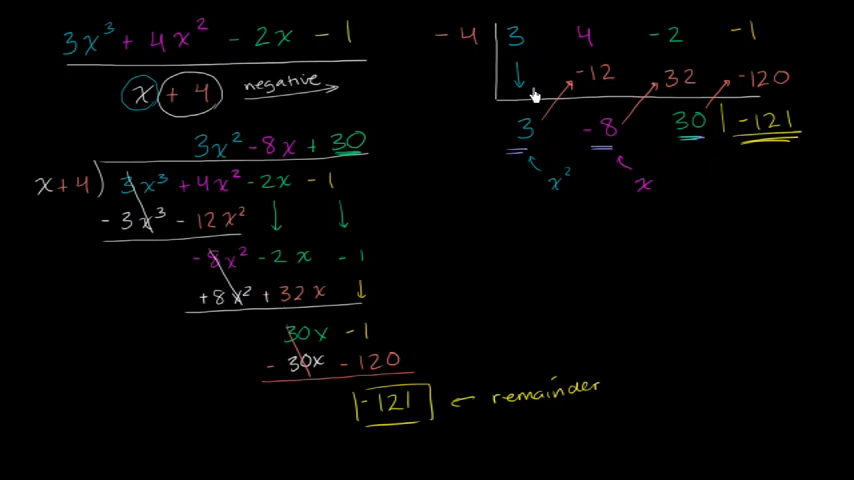 3x³ + 4x² - 2x - 1
x + 4 negative
3x² - 8x + 30
x + 4 ) 3x³ + 4x² - 2x - 1
- 3x³ - 12x²
- 8x² - 2x - 1
+ 8x² + 32x
30x - 1
- 30x - 120
-121 ← remainder
-4 3 4 -2 -1
-12 32 -120
3 -8 30 | -121
x² x